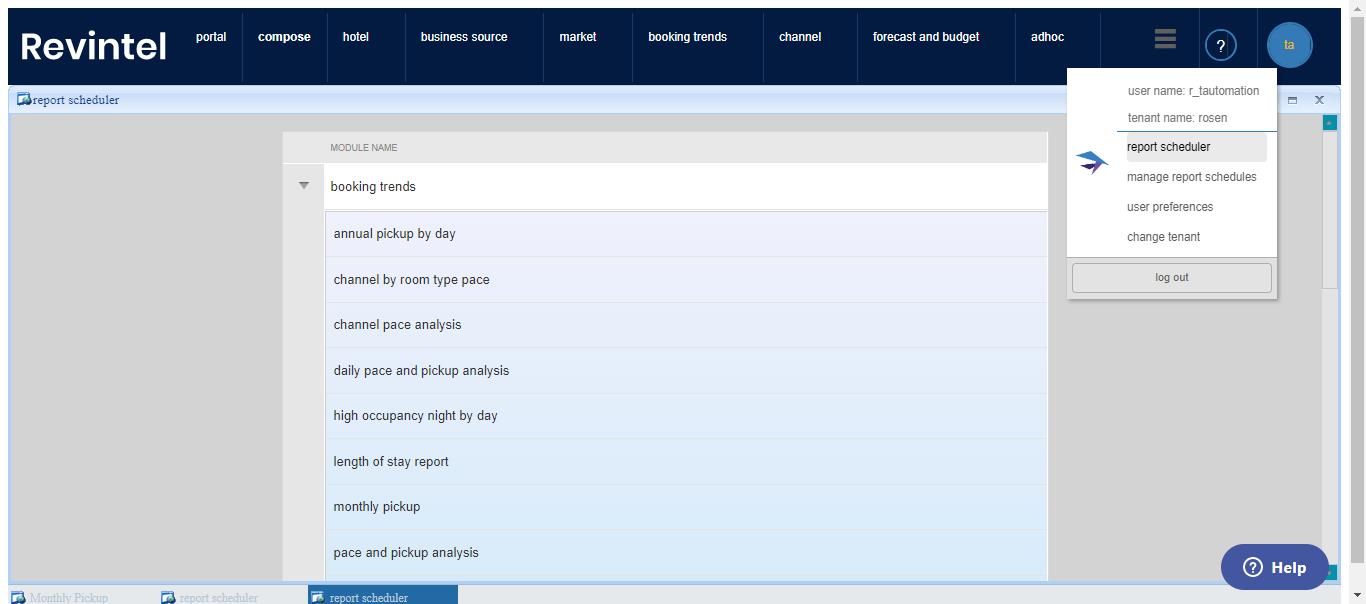 Revintel
portal compose hotel business source market booking trends channel forecast and budget adhoc ? ta
report scheduler
user name: r_tautomation
tenant name: rosen
report scheduler
manage report schedules
user preferences
change tenant
log out
MODULE NAME
booking trends
annual pickup by day
channel by room type pace
channel pace analysis
daily pace and pickup analysis
high occupancy night by day
length of stay report
monthly pickup
pace and pickup analysis
? Help
Monthly Pickup report scheduler report scheduler